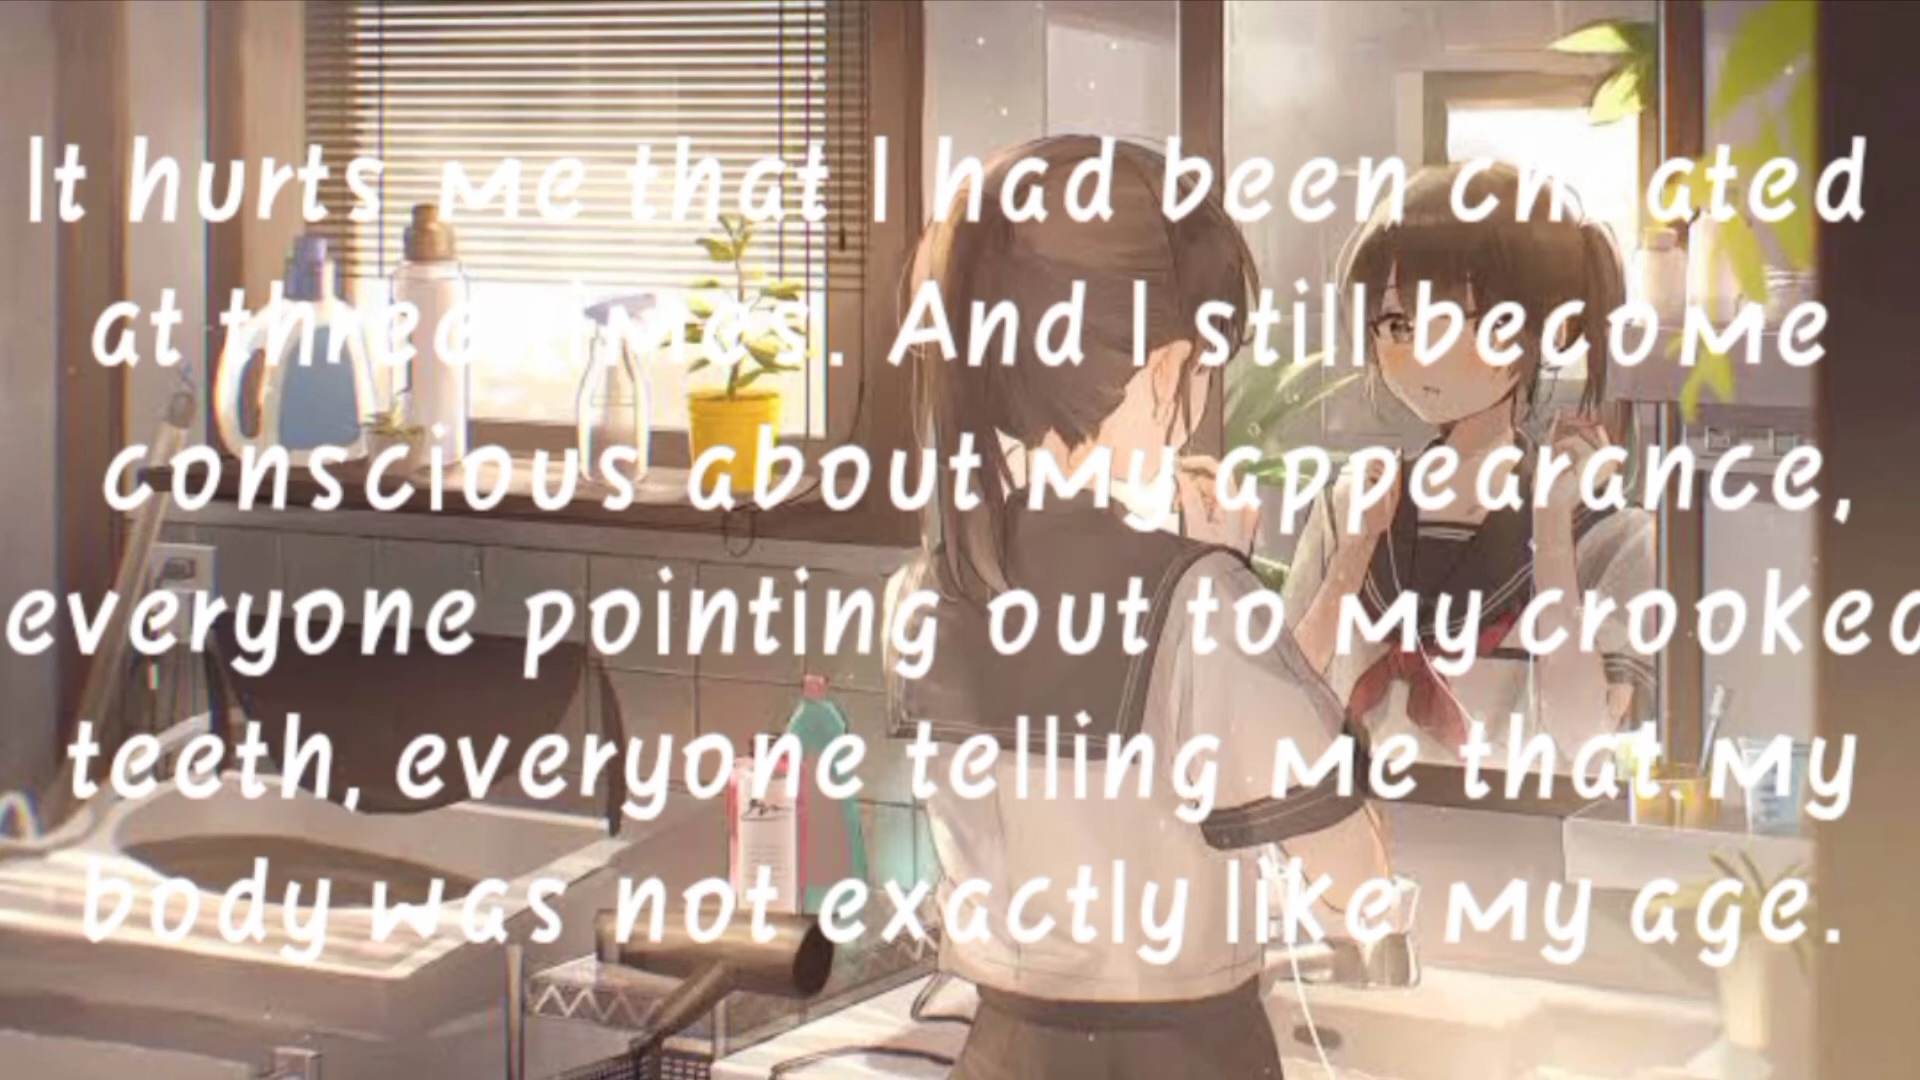 It hurts me that I had been cheated
at three times. And I still become
conscious about my appearance,
everyone pointing out to my crooked
teeth, everyone telling me that my
body was not exactly like my age.